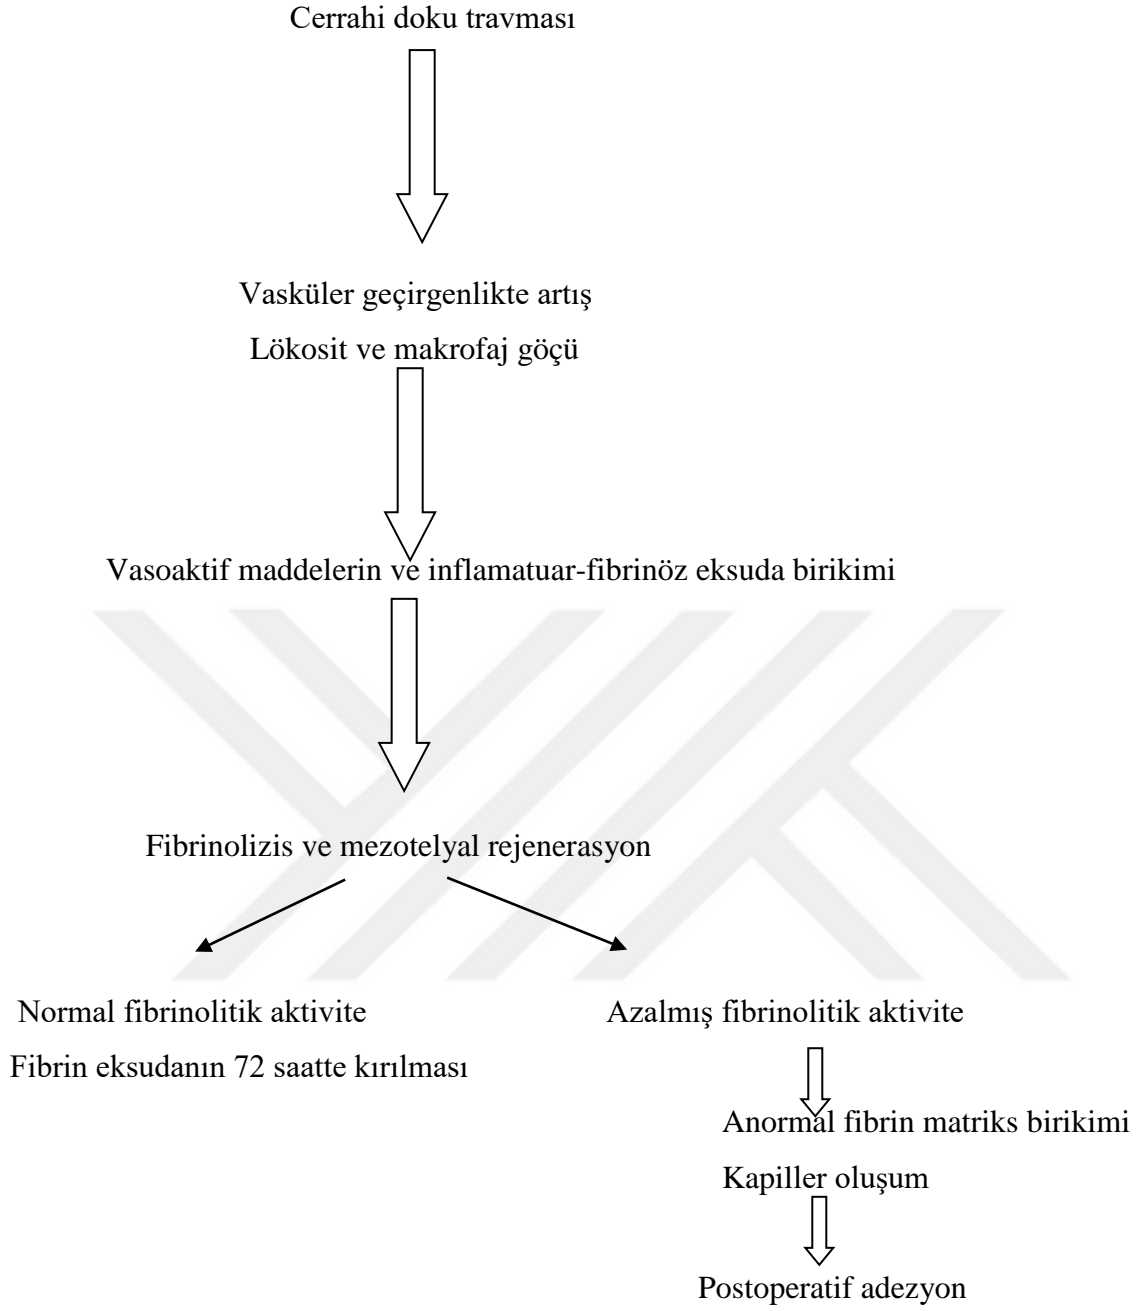 Cerrahi doku travması
Vasküler geçirgenlikte artış
Lökosit ve makrofaj göçü
Vasoaktif maddelerin ve inflamatuar-fibrinöz eksuda birikimi
Fibrinolizis ve mezotelyal rejenerasyon
Normal fibrinolitik aktivite
Fibrin eksudanın 72 saatte kırılması
Azalmış fibrinolitik aktivite
Anormal fibrin matriks birikimi
Kapiller oluşum
Postoperatif adezyon